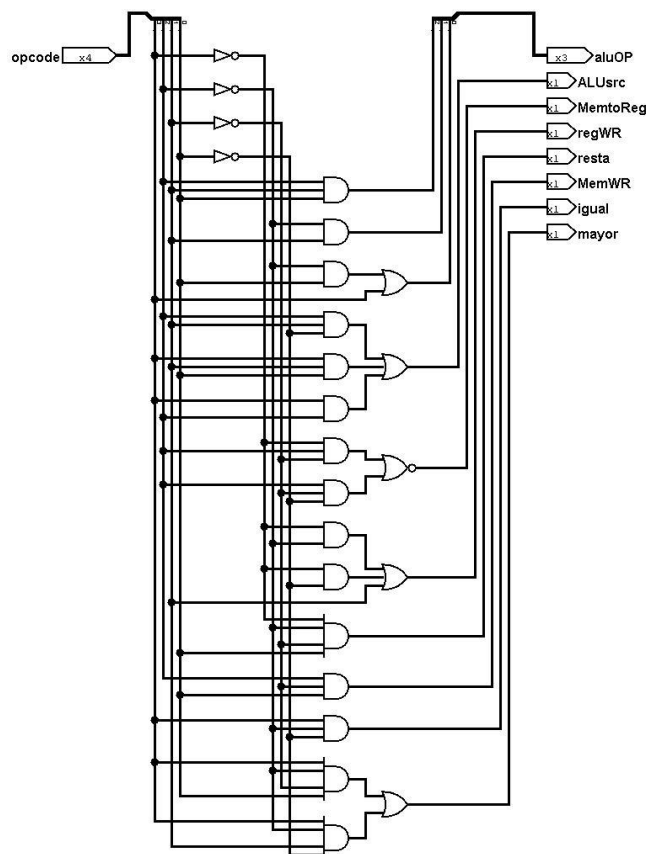 opcode
x4
x3
aluOP
x1
ALUsrc
x1
MemtoReg
x1
regWR
x1
resta
x1
MemWR
x1
igual
x1
mayor